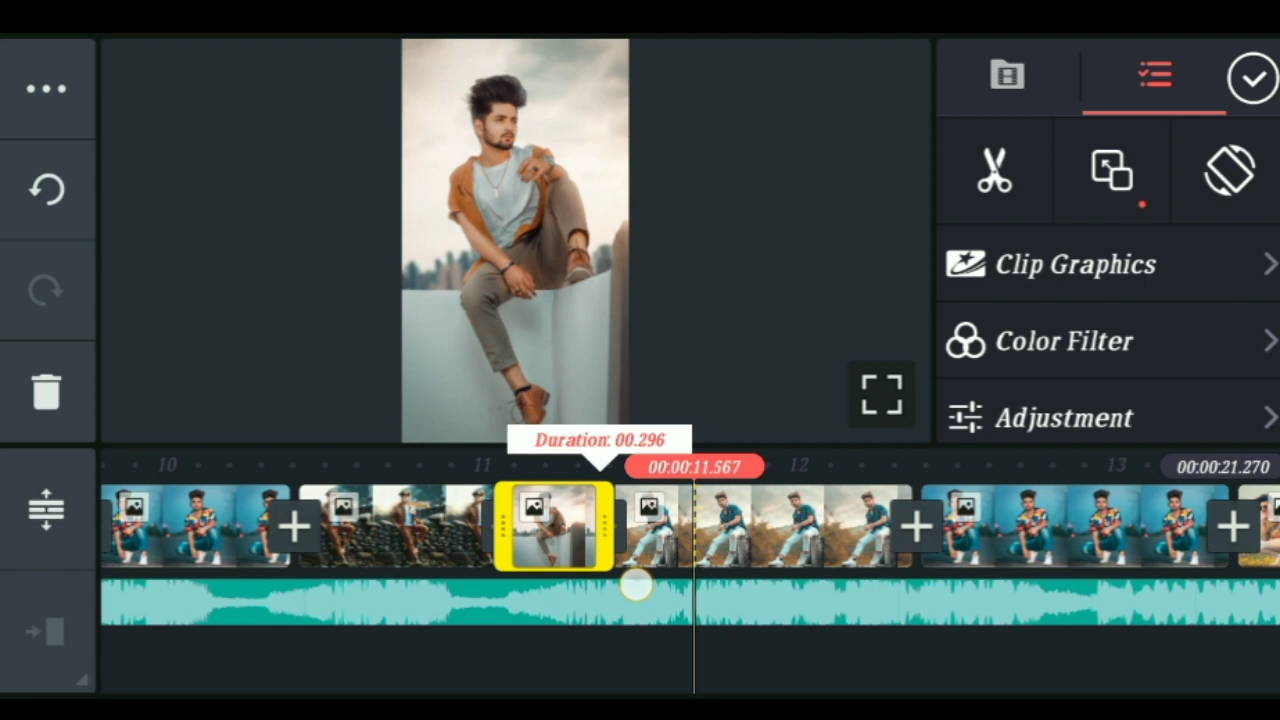 Clip Graphics
Color Filter
Adjustment
Duration: 00.296
10
11
00:00:11.567
12
13
00:00:21.270